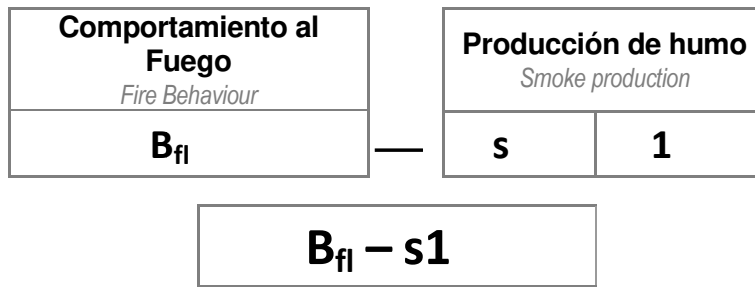 Comportamiento al
Fuego
Fire Behaviour
Producción de humo
Smoke production
Bfl — s 1
Bfl – s1